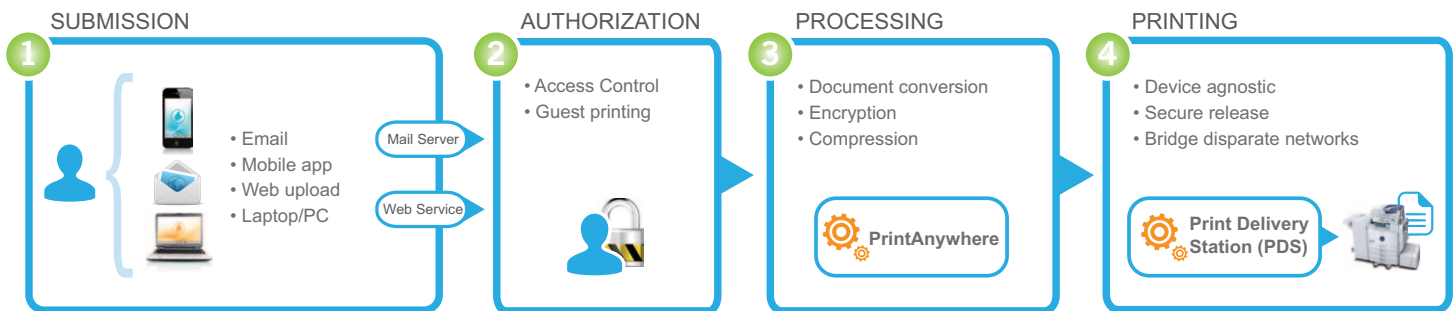 SUBMISSION
1
• Email
• Mobile app
• Web upload
• Laptop/PC
Mail Server
Web Service
AUTHORIZATION
2
• Access Control
• Guest printing
PROCESSING
3
• Document conversion
• Encryption
• Compression
PrintAnywhere
PRINTING
4
• Device agnostic
• Secure release
• Bridge disparate networks
Print Delivery
Station (PDS)